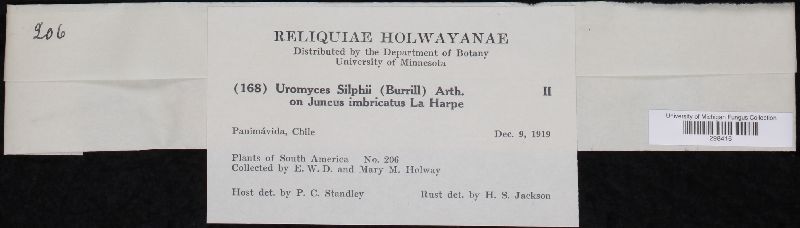 206
RELIQUIAE HOLWAYANAE
Distributed by the Department of Botany
University of Minnesota
(168) Uromyces Silphii (Burrill) Arth. II
on Juncus imbricatus La Harpe
Panimávida, Chile Dec. 9, 1919
Plants of South America No. 206
Collected by E. W. D. and Mary M. Holway
Host det. by P. C. Standley Rust det. by H. S. Jackson
University of Michigan Fungus Collection
298416